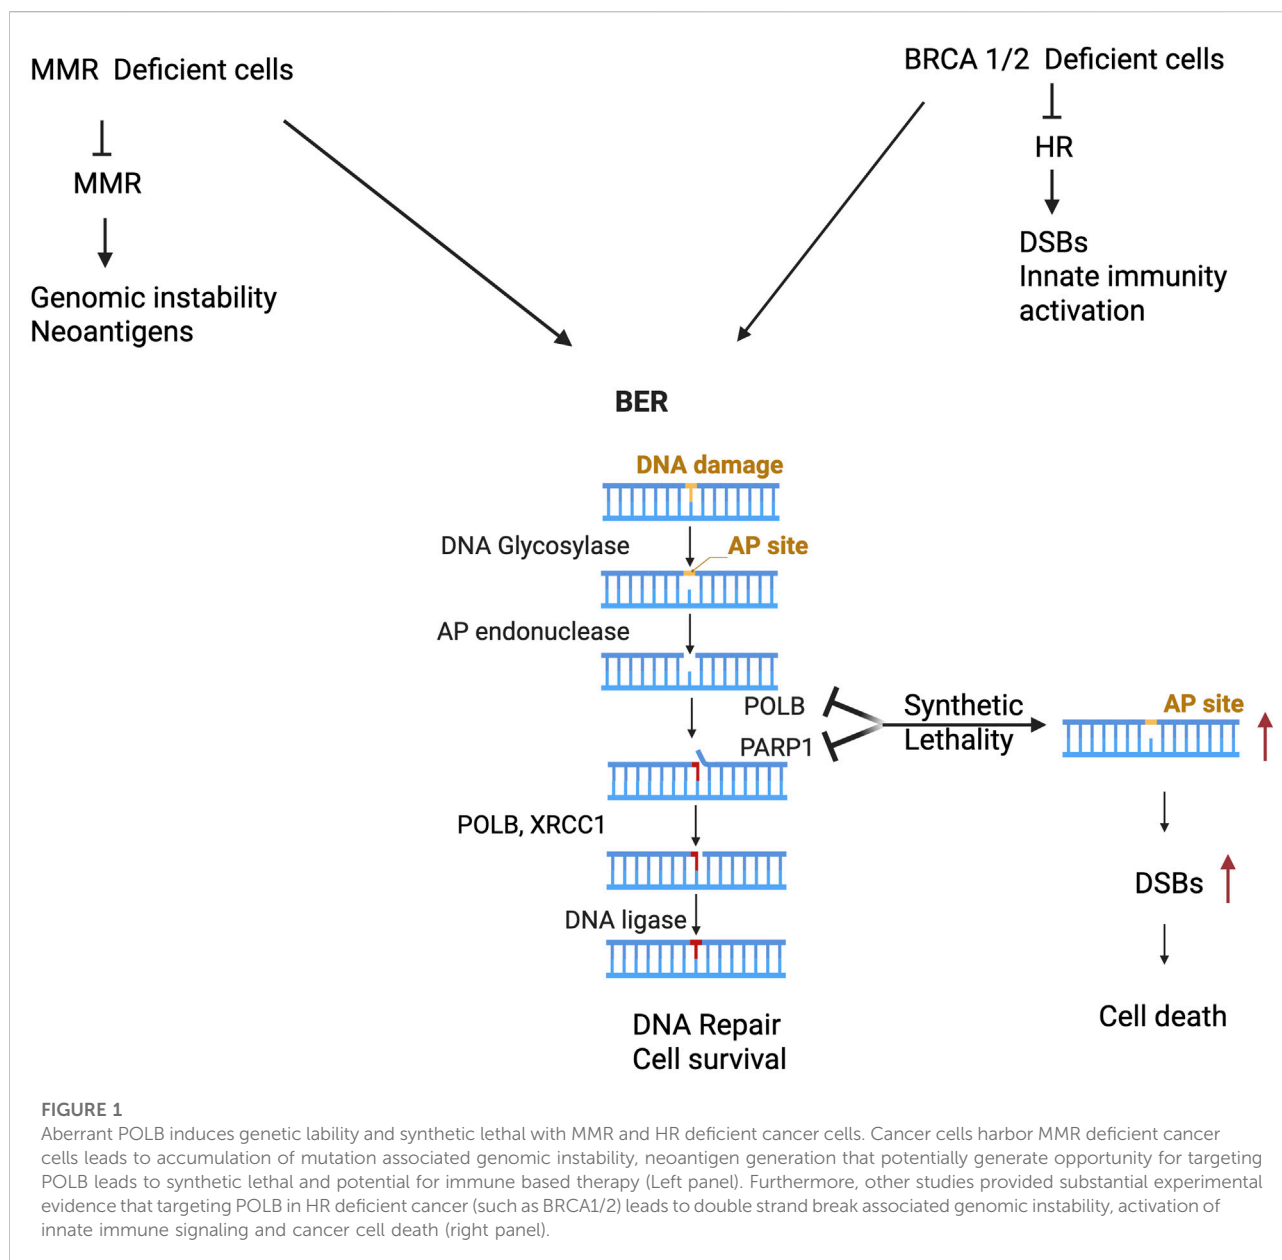 MMR Deficient cells
MMR
Genomic instability
Neoantigens
BRCA 1/2 Deficient cells
HR
DSBs
Innate immunity
activation
BER
DNA damage
DNA Glycosylase
AP site
AP endonuclease
POLB
PARP1
Synthetic
Lethality
AP site
POLB, XRCC1
DSBs
DNA ligase
Cell death
DNA Repair
Cell survival
FIGURE 1
Aberrant POLB induces genetic lability and synthetic lethal with MMR and HR deficient cancer cells. Cancer cells harbor MMR deficient cancer
cells leads to accumulation of mutation associated genomic instability, neoantigen generation that potentially generate opportunity for targeting
POLB leads to synthetic lethal and potential for immune based therapy (Left panel). Furthermore, other studies provided substantial experimental
evidence that targeting POLB in HR deficient cancer (such as BRCA1/2) leads to double strand break associated genomic instability, activation of
innate immune signaling and cancer cell death (right panel).